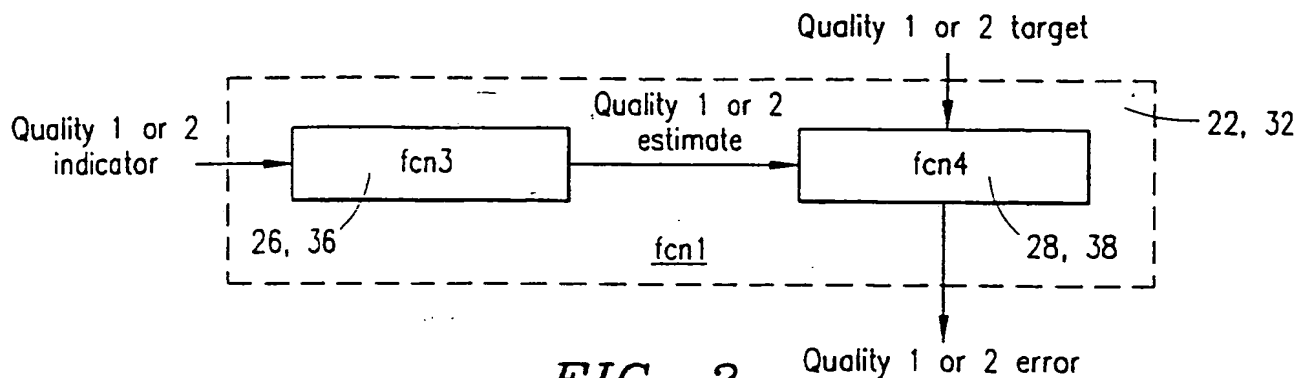 Quality 1 or 2 target
Quality 1 or 2
indicator
fcn3
Quality 1 or 2
estimate
fcn4
22, 32
26, 36
fcn1
28, 38
Quality 1 or 2 error